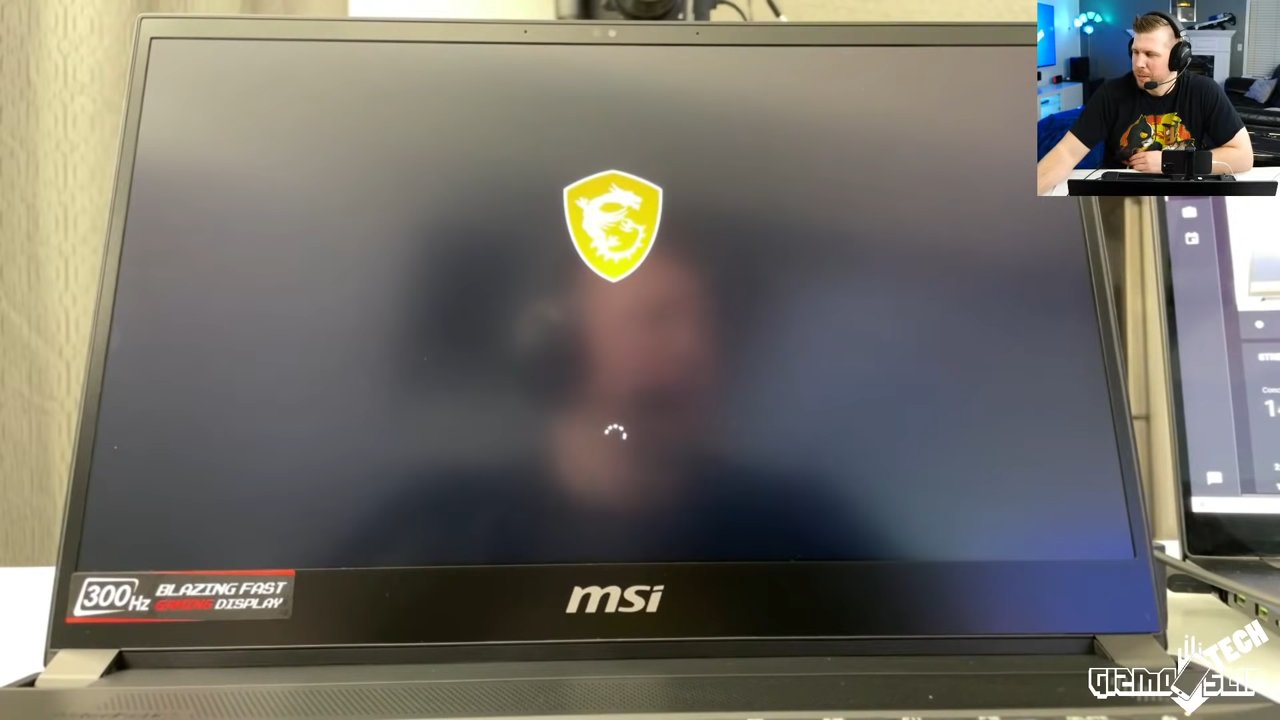 300Hz
BLAZING FAST
GAMING DISPLAY
msi
TECH
GIZMO SLIP